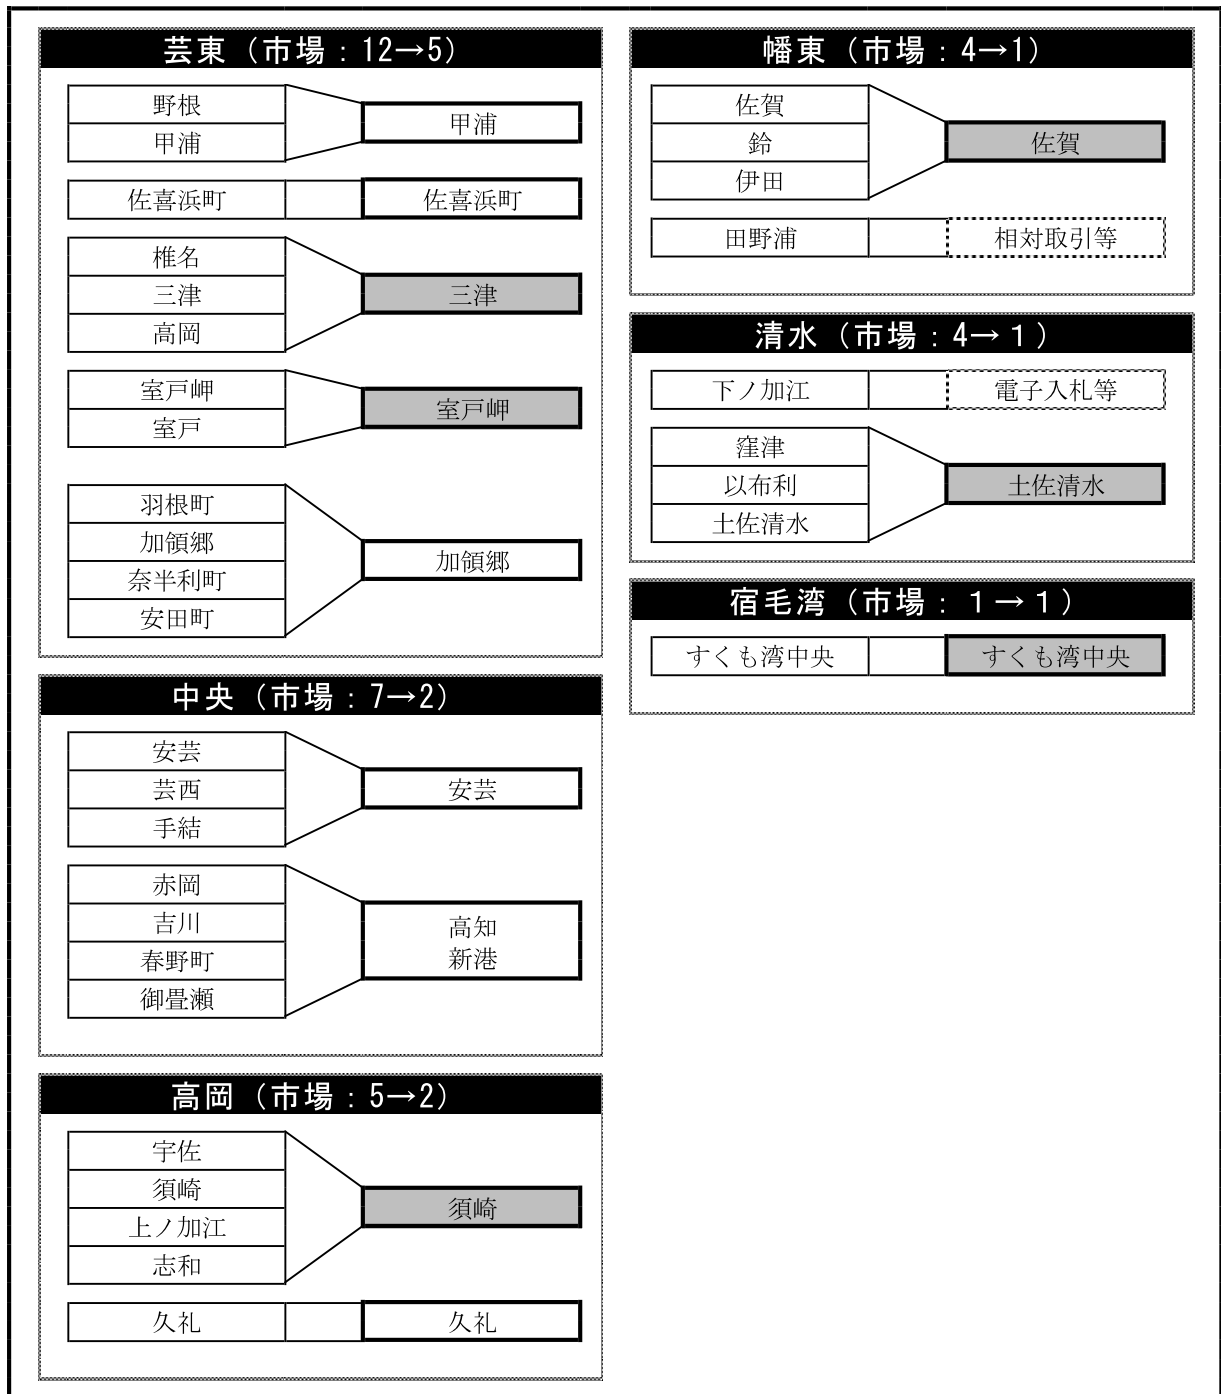 芸東（市場：12→5）
野根
甲浦
甲浦
佐喜浜町
佐喜浜町
椎名
三津
高岡
三津
室戸岬
室戸
室戸岬
羽根町
加領郷
奈半利町
安田町
加領郷
中央（市場：7→2）
安芸
芸西
手結
安芸
赤岡
吉川
春野町
御畳瀬
高知
新港
高岡（市場：5→2）
宇佐
須崎
上ノ加江
志和
須崎
久礼
久礼
幡東（市場：4→1）
佐賀
鈴
伊田
佐賀
田野浦
相対取引等
清水（市場：4→１）
下ノ加江
電子入札等
窪津
以布利
土佐清水
土佐清水
宿毛湾（市場：１→１）
すくも湾中央
すくも湾中央